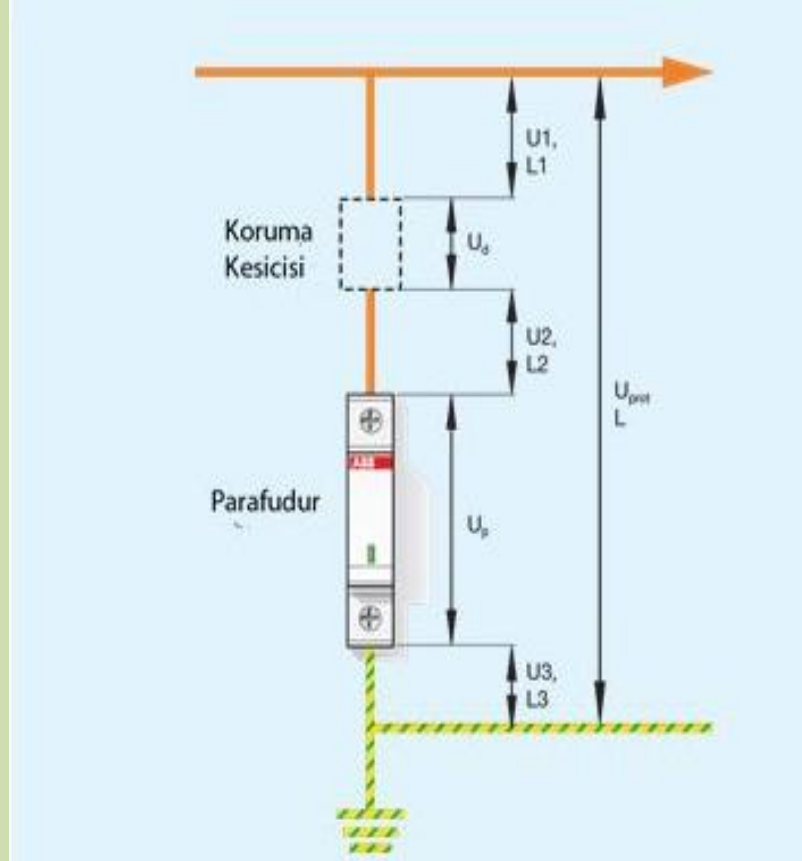 U1,
L1
Koruma
Kesicisi
Ud
U2,
L2
Uprot
L
ABB
Parafudur
Up
U3,
L3